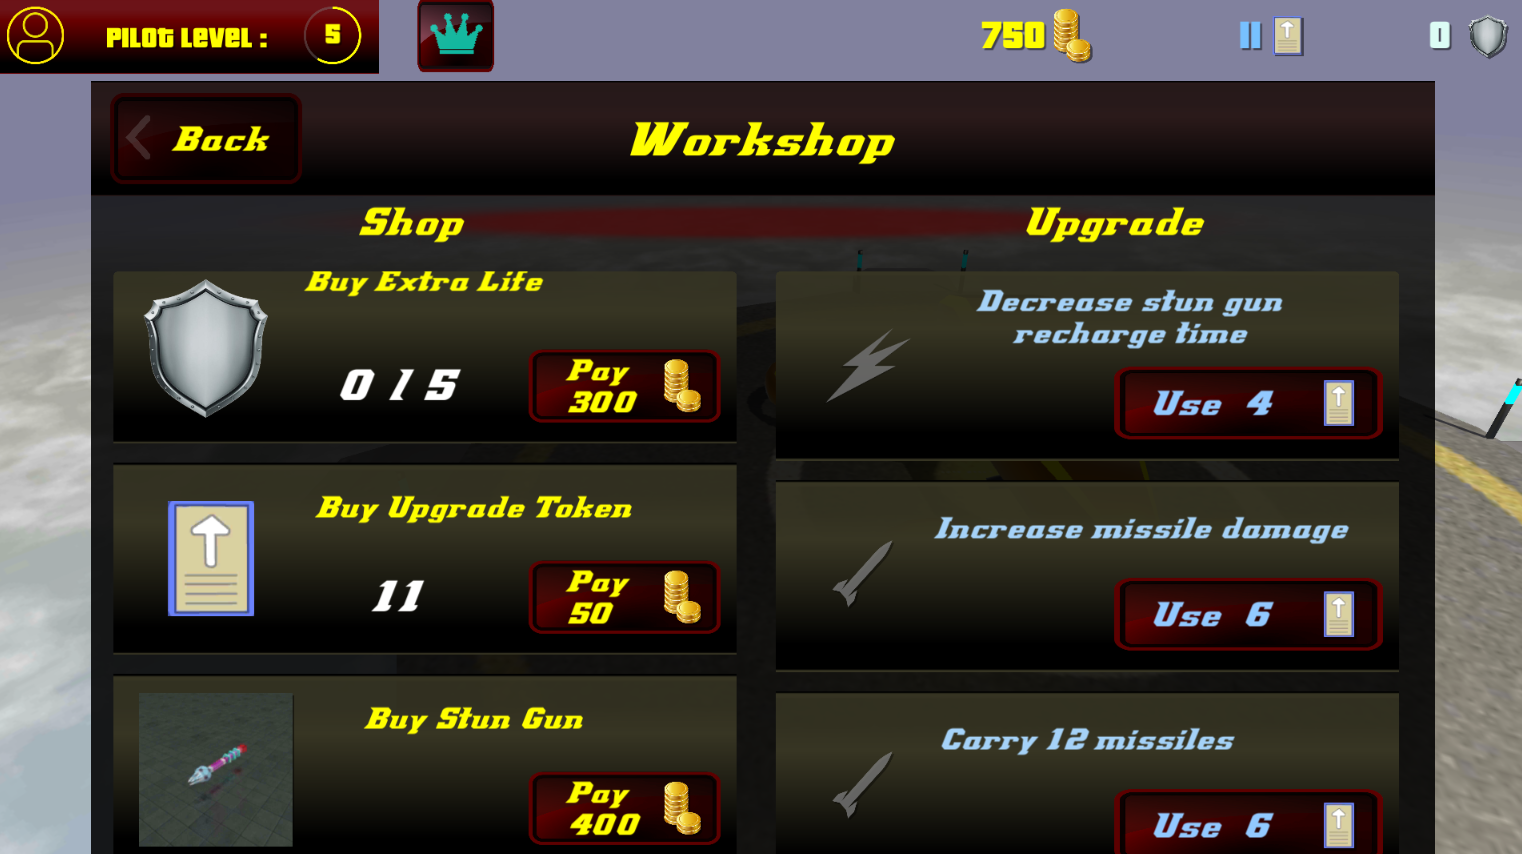 PILOT LEVEL : 5
750
11
0
Back
Workshop
Shop
Upgrade
Buy Extra Life
0 / 5
Pay
300
Decrease stun gun
recharge time
Use 4
Buy Upgrade Token
11
Pay
50
Increase missile damage
Use 6
Buy Stun Gun
Pay
400
Carry 12 missiles
Use 6